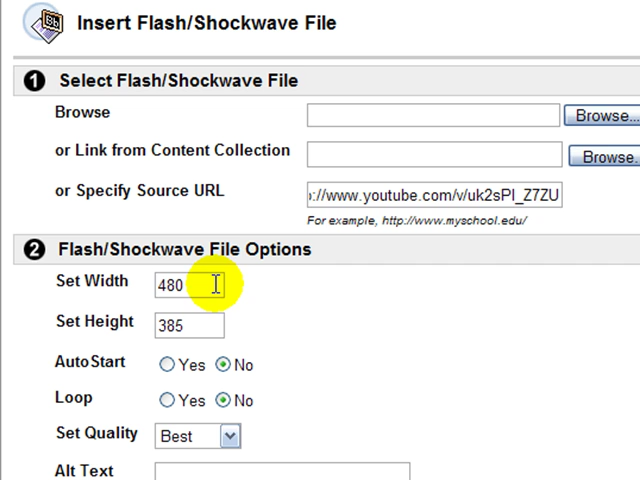 Insert Flash/Shockwave File
1 Select Flash/Shockwave File
Browse
Browse...
or Link from Content Collection
Browse.
or Specify Source URL
://www.youtube.com/v/uk2sPl_Z7ZU
For example, http://www.myschool.edu/
2 Flash/Shockwave File Options
Set Width 480
Set Height 385
AutoStart Yes No
Loop Yes No
Set Quality Best
Alt Text